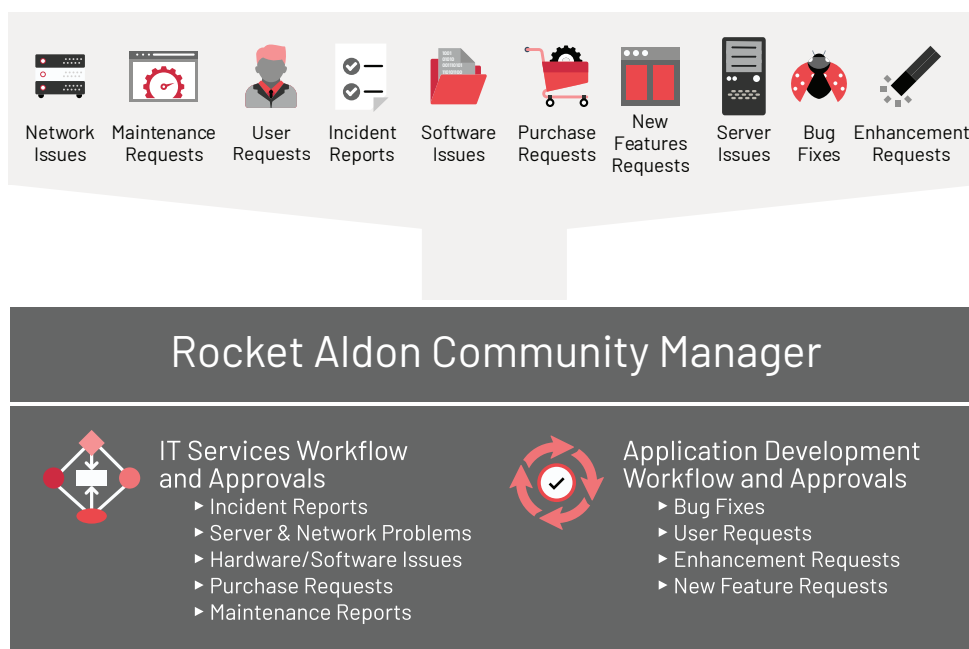 Network
Issues
Maintenance
Requests
User
Requests
Incident
Reports
Software
Issues
Purchase
Requests
New
Features
Requests
Server
Issues
Bug
Fixes
Enhancement
Requests
Rocket Aldon Community Manager
IT Services Workflow
and Approvals
▸ Incident Reports
▸ Server & Network Problems
▸ Hardware/Software Issues
▸ Purchase Requests
▸ Maintenance Reports
Application Development
Workflow and Approvals
▸ Bug Fixes
▸ User Requests
▸ Enhancement Requests
▸ New Feature Requests